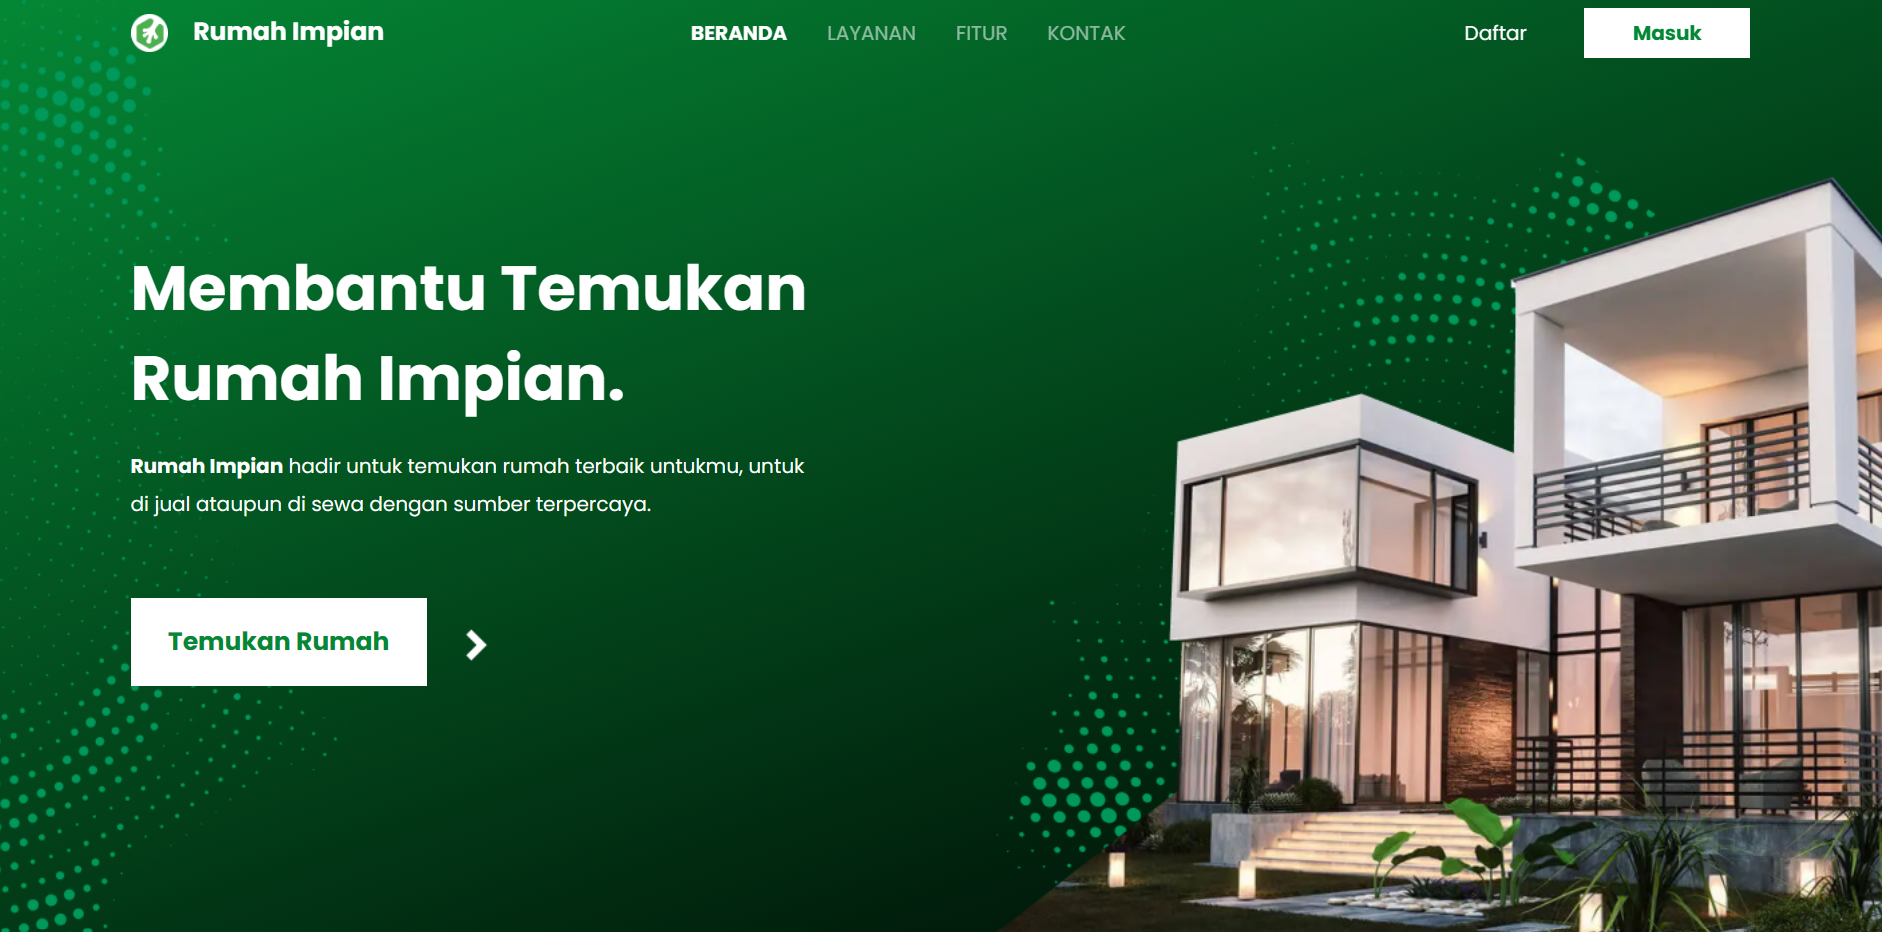 Rumah Impian
BERANDA LAYANAN FITUR KONTAK
Daftar Masuk
Membantu Temukan
Rumah Impian.
Rumah Impian hadir untuk temukan rumah terbaik untukmu, untuk
di jual ataupun di sewa dengan sumber terpercaya.
Temukan Rumah